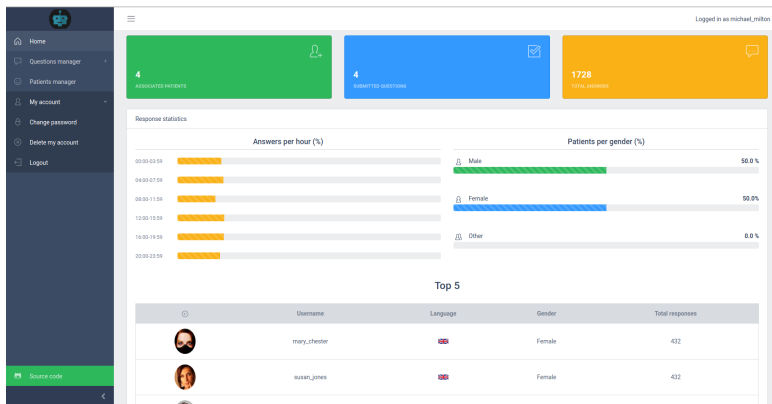 Logged in as michael_milton
Home
Questions manager
Patients manager
My account
Change password
Delete my account
Logout
Source code
4
ASSOCIATED PATIENTS
4
SUBMITTED QUESTIONS
1728
TOTAL ANSWERS
Response statistics
Answers per hour (%)
00:00-03:59
04:00-07:59
08:00-11:59
12:00-15:59
16:00-19:59
20:00-23:59
Patients per gender (%)
Male 50.0 %
Female 50.0%
Other 0.0 %
Top 5
Username Language Gender Total responses
mary_chester Female 432
susan_jones Female 432